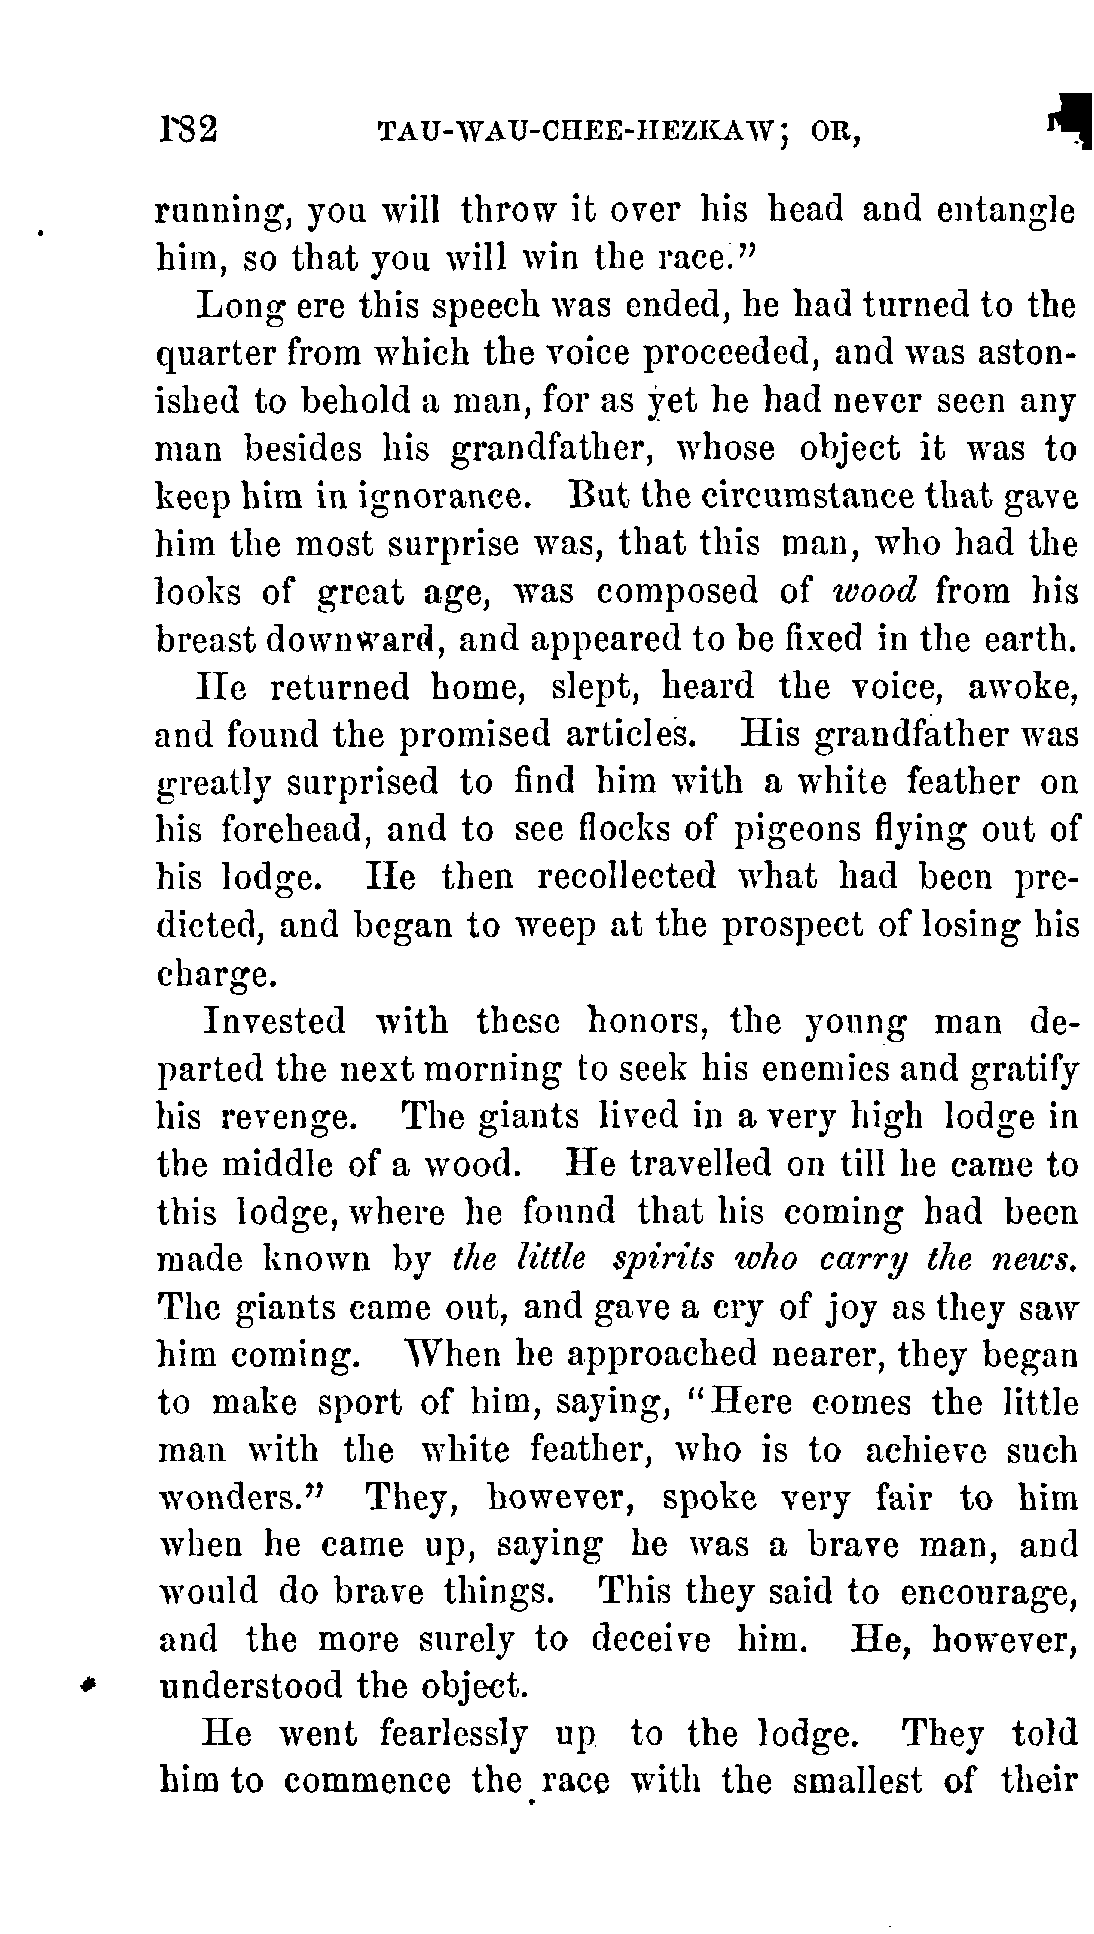 182 TAU-WAU-CHEE-HEZKAW; OR,
running, you will throw it over his head and entangle
him, so that you will win the race."
Long ere this speech was ended, he had turned to the
quarter from which the voice proceeded, and was aston-
ished to behold a man, for as yet he had never seen any
man besides his grandfather, whose object it was to
keep him in ignorance. But the circumstance that gave
him the most surprise was, that this man, who had the
looks of great age, was composed of wood from his
breast downward, and appeared to be fixed in the earth.
He returned home, slept, heard the voice, awoke,
and found the promised articles. His grandfather was
greatly surprised to find him with a white feather on
his forehead, and to see flocks of pigeons flying out of
his lodge. He then recollected what had been pre-
dicted, and began to weep at the prospect of losing his
charge.
Invested with these honors, the young man de-
parted the next morning to seek his enemies and gratify
his revenge. The giants lived in a very high lodge in
the middle of a wood. He travelled on till he came to
this lodge, where he found that his coming had been
made known by the little spirits who carry the news.
The giants came out, and gave a cry of joy as they saw
him coming. When he approached nearer, they began
to make sport of him, saying, "Here comes the little
man with the white feather, who is to achieve such
wonders." They, however, spoke very fair to him
when he came up, saying he was a brave man, and
would do brave things. This they said to encourage,
and the more surely to deceive him. He, however,
understood the object.
He went fearlessly up to the lodge. They told
him to commence the race with the smallest of their